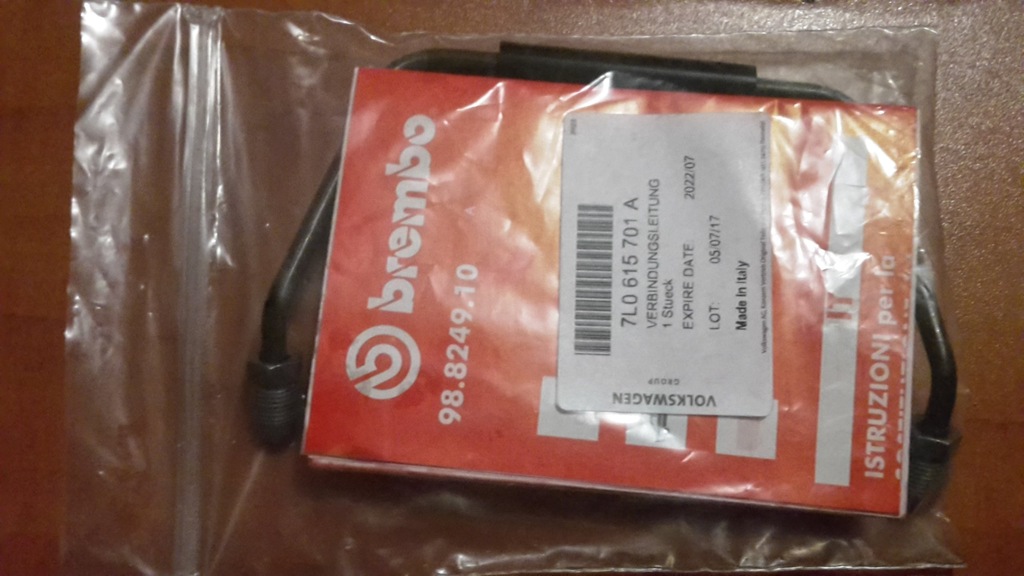 brembo
98.8249.10
7L0 615 701 A
VERBINDUNGSLEITUNG
1 Stueck
EXPIRE DATE 2022/07
LOT: 05/07/17
Made in Italy
VOLKSWAGEN
GROUP
IT
ISTRUZIONI per la